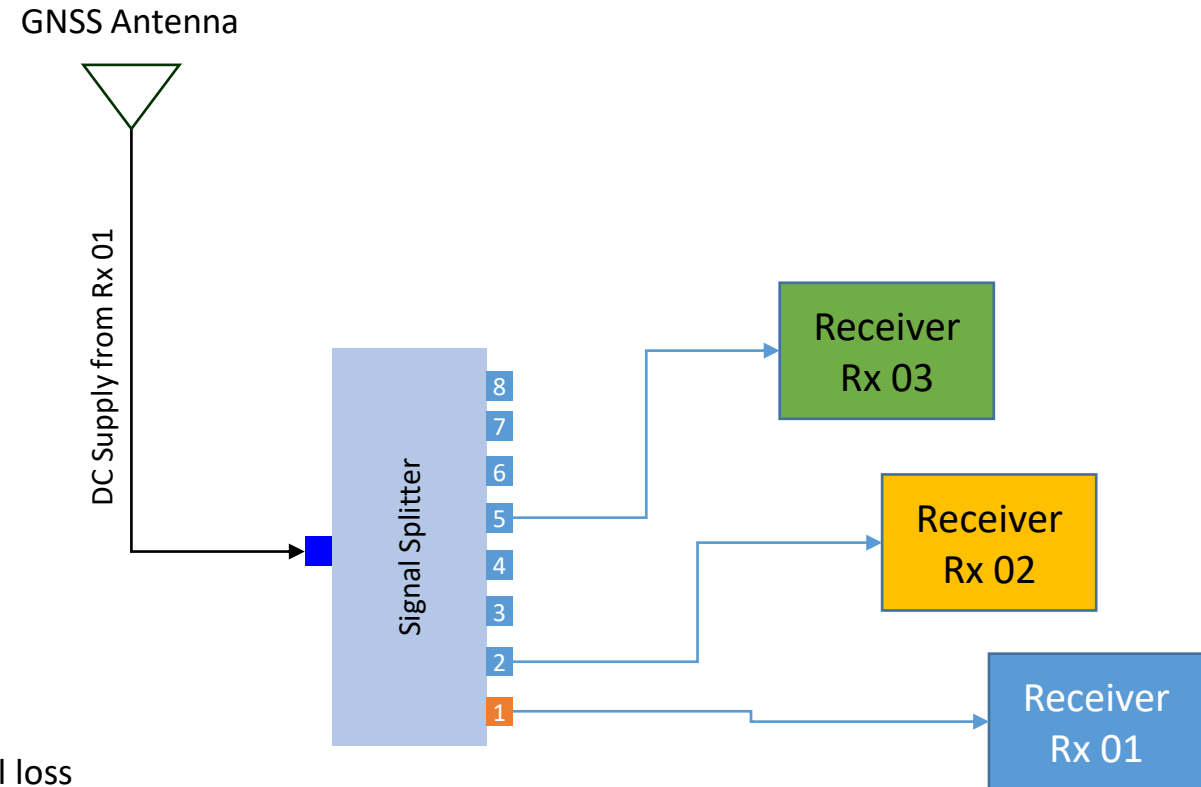 GNSS Antenna
DC Supply from Rx 01
Signal Splitter
8
7
6
5
4
3
2
1
Receiver
Rx 03
Receiver
Rx 02
Receiver
Rx 01
loss